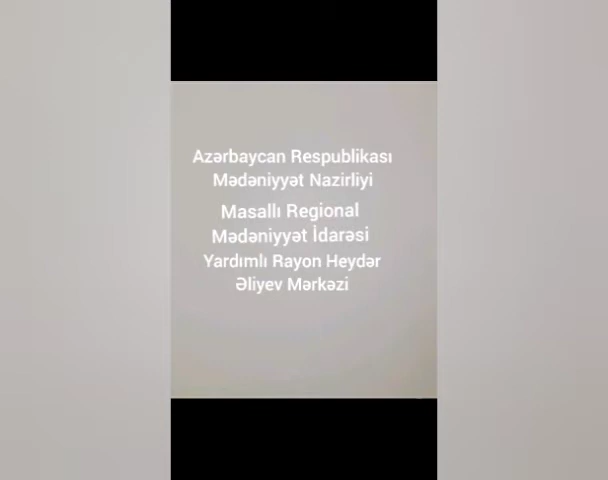 Azərbaycan Respublikası
Mədəniyyət Nazirliyi
Masallı Regional
Mədəniyyət İdarəsi
Yardımlı Rayon Heydər
Əliyev Mərkəzi